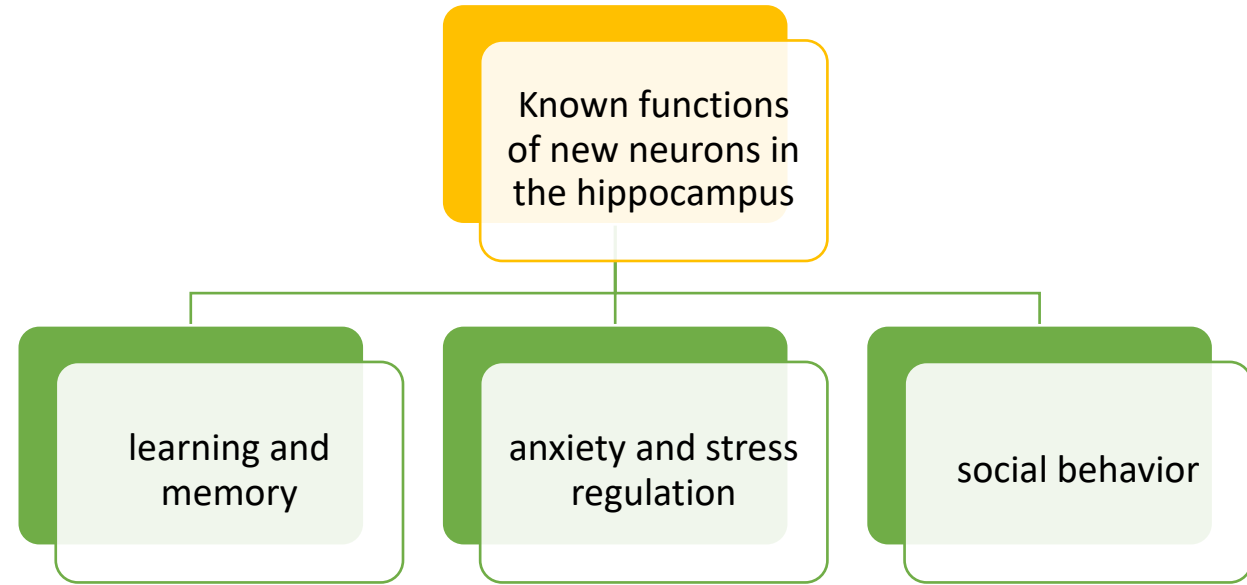 Known functions
of new neurons in
the hippocampus
learning and
memory
anxiety and stress
regulation
social behavior